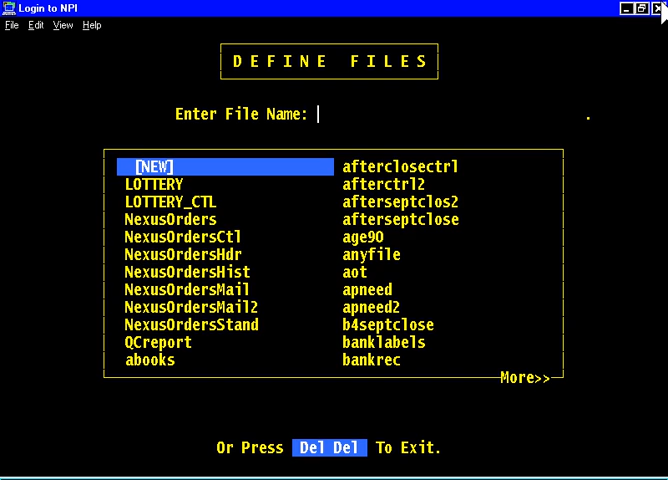 Login to NPI
File Edit View Help
DEFINE FILES
Enter File Name: .
[NEW] afterclosectrl
LOTTERY afterctrl2
LOTTERY_CTL afterseptclos2
NexusOrders afterseptclose
NexusOrdersCtl age90
NexusOrdersHdr anyfile
NexusOrdersHist aot
NexusOrdersMail apneed
NexusOrdersMail2 apneed2
NexusOrdersStand b4septclose
QCreport banklabels
abooks bankrec
More>>
Or Press Del Del To Exit.